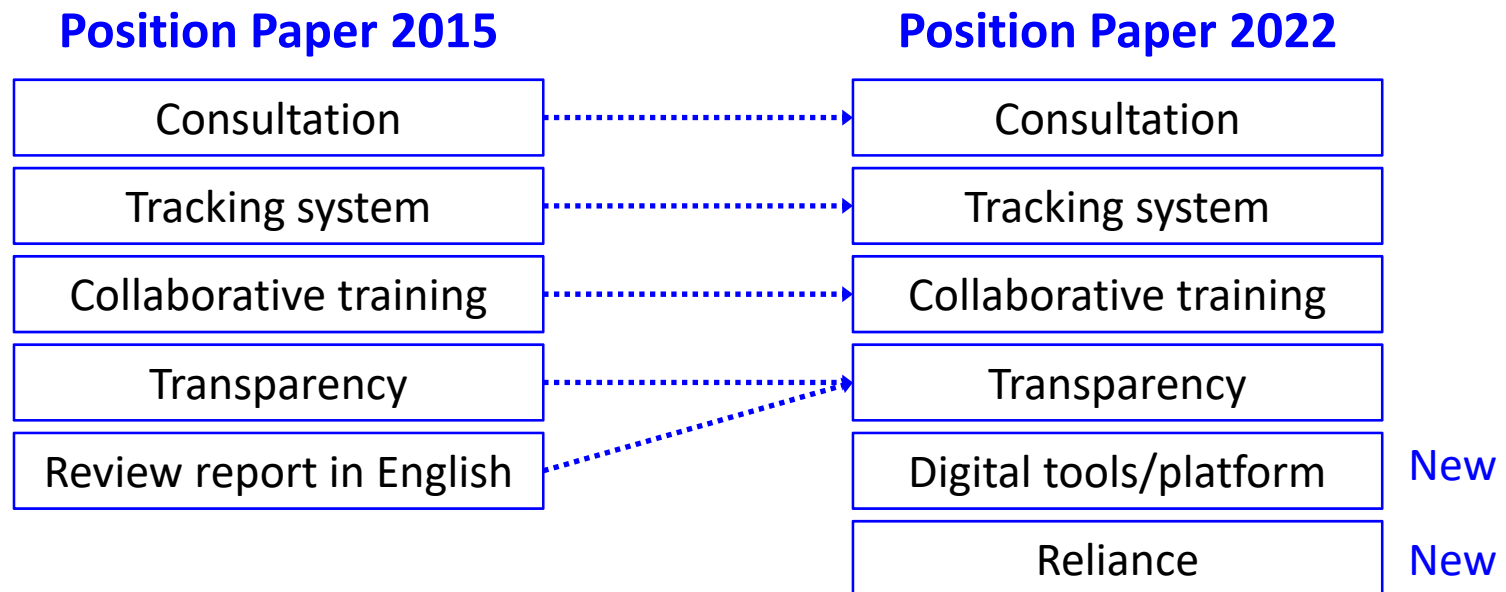 Position Paper 2015
Position Paper 2022
Consultation
Consultation
Tracking system
Tracking system
Collaborative training
Collaborative training
Transparency
Transparency
Review report in English
Digital tools/platform
New
Reliance
New